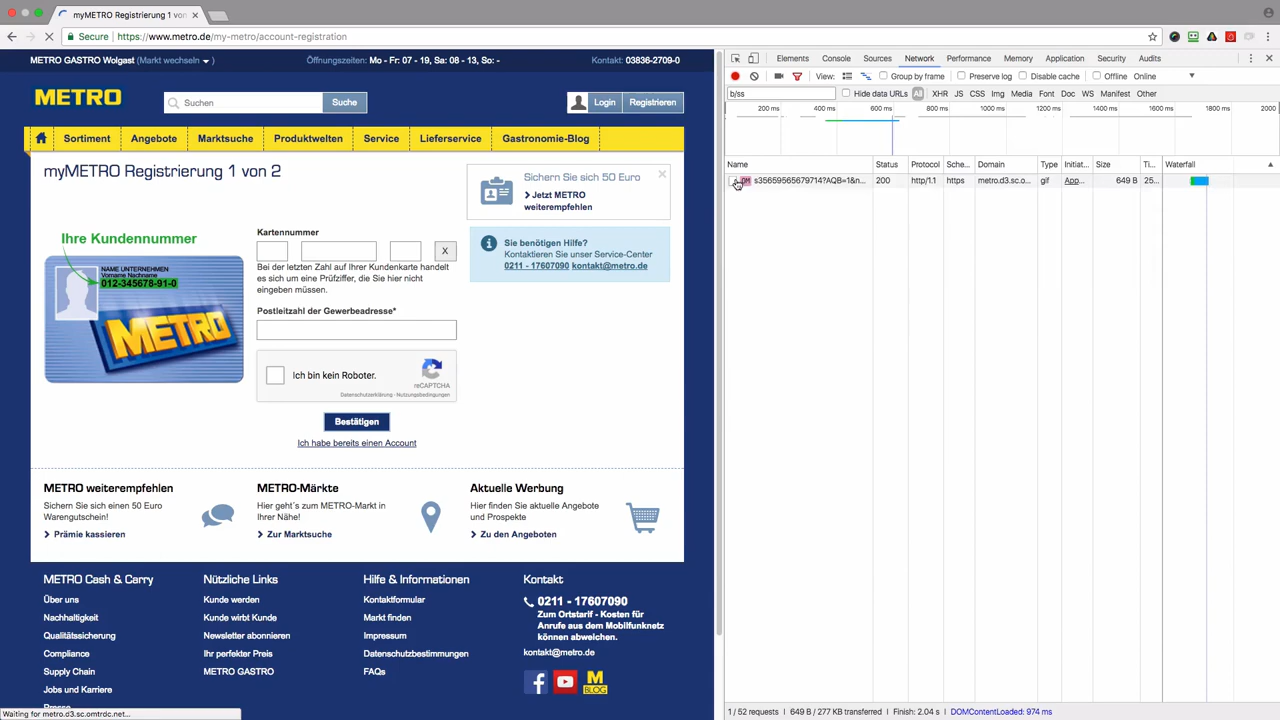 myMETRO Registrierung 1 von
Secure
https://www.metro.de/my-metro/account-registration
METRO GASTRO Wolgast (Markt wechseln )
Öffnungszeiten: Mo - Fr: 07 - 19, Sa: 08 - 13, So: -
Kontakt: 03836-2709-0
METRO
Suchen
Suche
Login
Registrieren
Sortiment
Angebote
Marktsuche
Produktwelten
Service
Lieferservice
Gastronomie-Blog
myMETRO Registrierung 1 von 2
Sichern Sie sich 50 Euro
Jetzt METRO
weiterempfehlen
Ihre Kundennummer
NAME UNTERNEHMEN
Vorname Nachname
012-345678-91-0
METRO
Kartennummer
X
Bei der letzten Zahl auf Ihrer Kundenkarte handelt
es sich um eine Prüfziffer, die Sie hier nicht
eingeben müssen.
Postleitzahl der Gewerbeadresse*
Ich bin kein Roboter.
reCAPTCHA
Datenschutzerklärung - Nutzungsbedingungen
Bestätigen
Ich habe bereits einen Account
Sie benötigen Hilfe?
Kontaktieren Sie unser Service-Center
0211 - 17607090 kontakt@metro.de
METRO weiterempfehlen
Sichern Sie sich einen 50 Euro
Warengutschein!
Prämie kassieren
METRO-Märkte
Hier geht´s zum METRO-Markt in
Ihrer Nähe!
Zur Marktsuche
Aktuelle Werbung
Hier finden Sie aktuelle Angebote
und Prospekte
Zu den Angeboten
METRO Cash & Carry
Über uns
Nachhaltigkeit
Qualitätssicherung
Compliance
Supply Chain
Jobs und Karriere
Presse
Nützliche Links
Kunde werden
Kunde wirbt Kunde
Newsletter abonnieren
Ihr perfekter Preis
METRO GASTRO
Hilfe & Informationen
Kontaktformular
Markt finden
Impressum
Datenschutzbestimmungen
FAQs
Kontakt
0211 - 17607090
Zum Ortstarif - Kosten für
Anrufe aus dem Mobilfunknetz
können abweichen.
kontakt@metro.de
M
BLOG
Waiting for metro.d3.sc.omtrdc.net...
Elements
Console
Sources
Network
Performance
Memory
Application
Security
Audits
View:
Group by frame
Preserve log
Disable cache
Offline
Online
b/ss
Hide data URLs
All
XHR
JS
CSS
Img
Media
Font
Doc
WS
Manifest
Other
200 ms
400 ms
600 ms
800 ms
1000 ms
1200 ms
1400 ms
1600 ms
1800 ms
2000
Name
Status
Protocol
Sche...
Domain
Type
Initiat...
Size
Ti...
Waterfall
s35659565679714?AQB=1&n...
200
http/1.1
https
metro.d3.sc.o...
gif
App...
649 B
25...
1 / 52 requests | 649 B / 277 KB transferred | Finish: 2.04 s | DOMContentLoaded: 974 ms